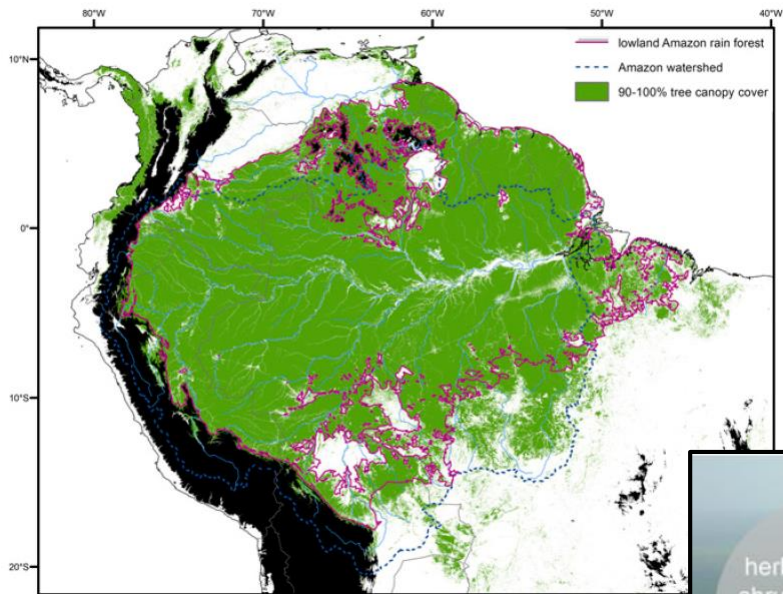 80°W 70°W 60°W 50°W 40°W
lowland Amazon rain forest
10°N
Amazon watershed
90-100% tree canopy cover
0°
10°S
20°S